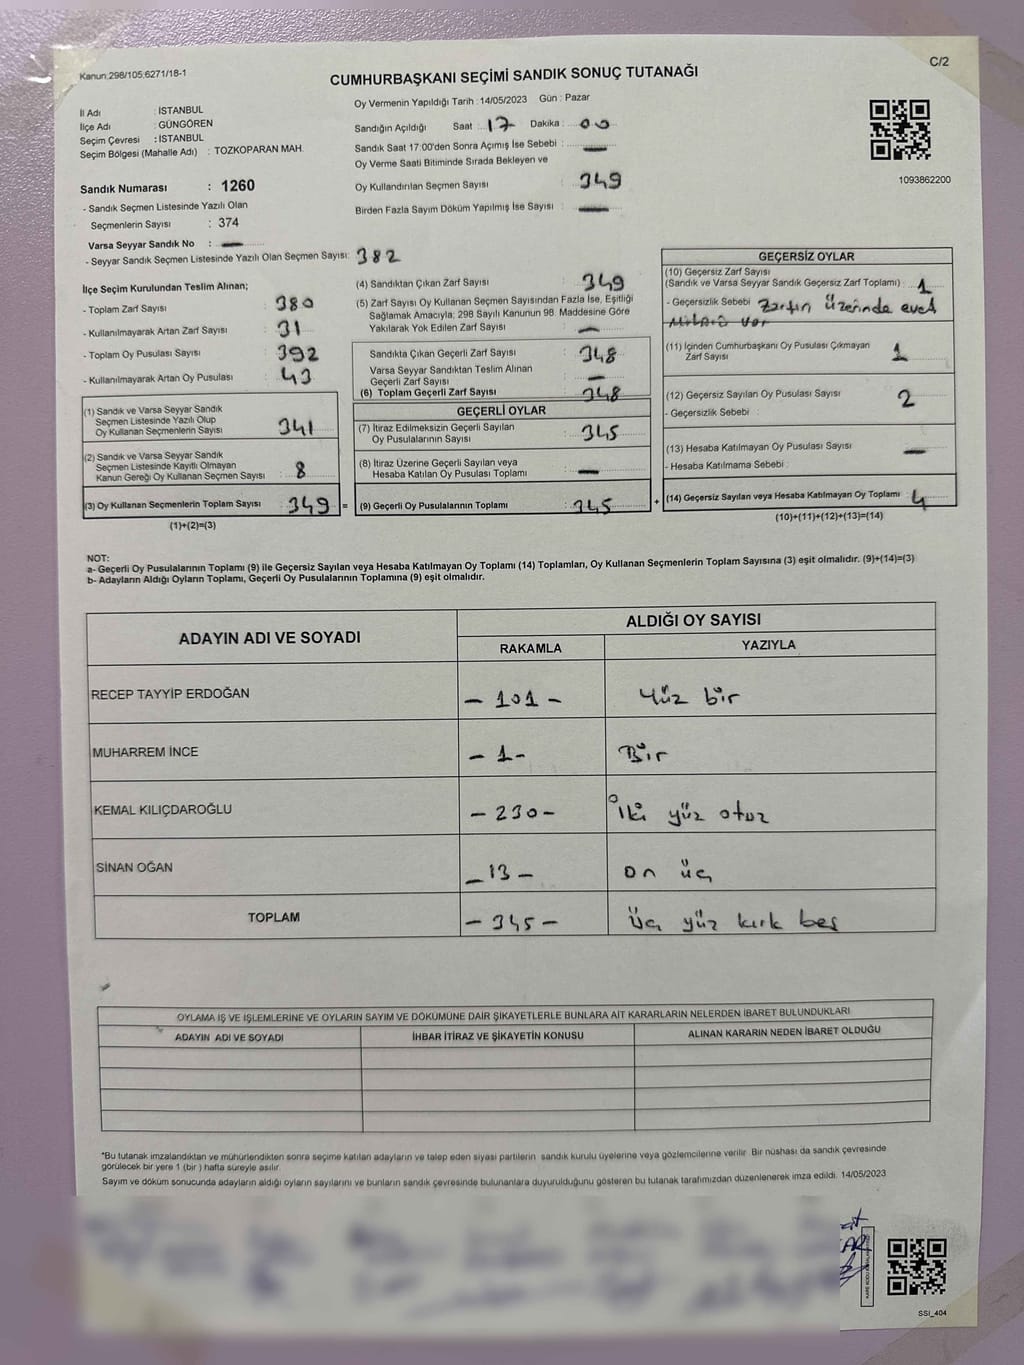 Kanun:298/105;6271/18-1
C/2
CUMHURBAŞKANI SEÇİMİ SANDIK SONUÇ TUTANAĞI
İl Adı : İSTANBUL
İlçe Adı : GÜNGÖREN
Seçim Çevresi : İSTANBUL
Seçim Bölgesi (Mahalle Adı) : TOZKOPARAN MAH.
Sandık Numarası : 1260
- Sandık Seçmen Listesinde Yazılı Olan
Seçmenlerin Sayısı : 374
Varsa Seyyar Sandık No : —
- Seyyar Sandık Seçmen Listesinde Yazılı Olan Seçmen Sayısı: 382
Oy Vermenin Yapıldığı Tarih : 14/05/2023 Gün : Pazar
Sandığın Açıldığı Saat : 17 Dakika : 00
Sandık Saat 17:00'den Sonra Açımış İse Sebebi : —
Oy Verme Saati Bitiminde Sırada Bekleyen ve
Oy Kullandırılan Seçmen Sayısı : 349
Birden Fazla Sayım Döküm Yapılmış İse Sayısı : —
1093862200
İlçe Seçim Kurulundan Teslim Alınan;
- Toplam Zarf Sayısı : 380
- Kullanılmayarak Artan Zarf Sayısı : 31
- Toplam Oy Pusulası Sayısı : 392
- Kullanılmayarak Artan Oy Pusulası : 43
(1) Sandık ve Varsa Seyyar Sandık
Seçmen Listesinde Yazılı Olup
Oy Kullanan Seçmenlerin Sayısı : 341
(2) Sandık ve Varsa Seyyar Sandık
Seçmen Listesinde Kayıtlı Olmayan
Kanun Gereği Oy Kullanan Seçmen Sayısı : 8
(3) Oy Kullanan Seçmenlerin Toplam Sayısı : 349 =
(1)+(2)=(3)
(4) Sandıktan Çıkan Zarf Sayısı : 349
(5) Zarf Sayısı Oy Kullanan Seçmen Sayısından Fazla İse, Eşitliği
Sağlamak Amacıyla; 298 Sayılı Kanunun 98. Maddesine Göre
Yakılarak Yok Edilen Zarf Sayısı : —
Sandıkta Çıkan Geçerli Zarf Sayısı : 348
Varsa Seyyar Sandıktan Teslim Alınan
Geçerli Zarf Sayısı : —
(6) Toplam Geçerli Zarf Sayısı : 348
GEÇERLİ OYLAR
(7) İtiraz Edilmeksizin Geçerli Sayılan
Oy Pusulalarının Sayısı : 345
(8) İtiraz Üzerine Geçerli Sayılan veya
Hesaba Katılan Oy Pusulası Toplamı : —
(9) Geçerli Oy Pusulalarının Toplamı : 345 +
GEÇERSİZ OYLAR
(10) Geçersiz Zarf Sayısı
(Sandık ve Varsa Seyyar Sandık Geçersiz Zarf Toplamı) : 1
- Geçersizlik Sebebi : Zarfın üzerinde evet
var
(11) İçinden Cumhurbaşkanı Oy Pusulası Çıkmayan
Zarf Sayısı : 1
(12) Geçersiz Sayılan Oy Pusulası Sayısı : 2
- Geçersizlik Sebebi :
(13) Hesaba Katılmayan Oy Pusulası Sayısı : —
- Hesaba Katılmama Sebebi :
(14) Geçersiz Sayılan veya Hesaba Katılmayan Oy Toplamı : 4
(10)+(11)+(12)+(13)=(14)
NOT:
a- Geçerli Oy Pusulalarının Toplamı (9) ile Geçersiz Sayılan veya Hesaba Katılmayan Oy Toplamı (14) Toplamları, Oy Kullanan Seçmenlerin Toplam Sayısına (3) eşit olmalıdır. (9)+(14)=(3)
b- Adayların Aldığı Oyların Toplamı, Geçerli Oy Pusulalarının Toplamına (9) eşit olmalıdır.
ADAYIN ADI VE SOYADI
ALDIĞI OY SAYISI
RAKAMLA YAZIYLA
RECEP TAYYİP ERDOĞAN — 101 — Yüz bir
MUHARREM İNCE — 1 — Bir
KEMAL KILIÇDAROĞLU — 230 — İki yüz otuz
SİNAN OĞAN — 13 — on üç
TOPLAM — 345 — üç yüz kırk beş
OYLAMA İŞ VE İŞLEMLERİNE VE OYLARIN SAYIM VE DÖKÜMÜNE DAİR ŞİKAYETLERLE BUNLARA AİT KARARLARIN NELERDEN İBARET BULUNDUKLARI
ADAYIN ADI VE SOYADI İHBAR İTİRAZ VE ŞİKAYETİN KONUSU ALINAN KARARIN NEDEN İBARET OLDUĞU
*Bu tutanak imzalandıktan ve mühürlendikten sonra seçime katılan adayların ve talep eden siyasi partilerin sandık kurulu üyelerine veya gözlemcilerine verilir. Bir nüshası da sandık çevresinde
görülecek bir yere 1 (bir ) hafta süreyle asılır.
Sayım ve döküm sonucunda adayların aldığı oyların sayılarını ve bunların sandık çevresinde bulunanlara duyurulduğunu gösteren bu tutanak tarafımızdan düzenlenerek imza edildi. 14/05/2023
SSİ_404